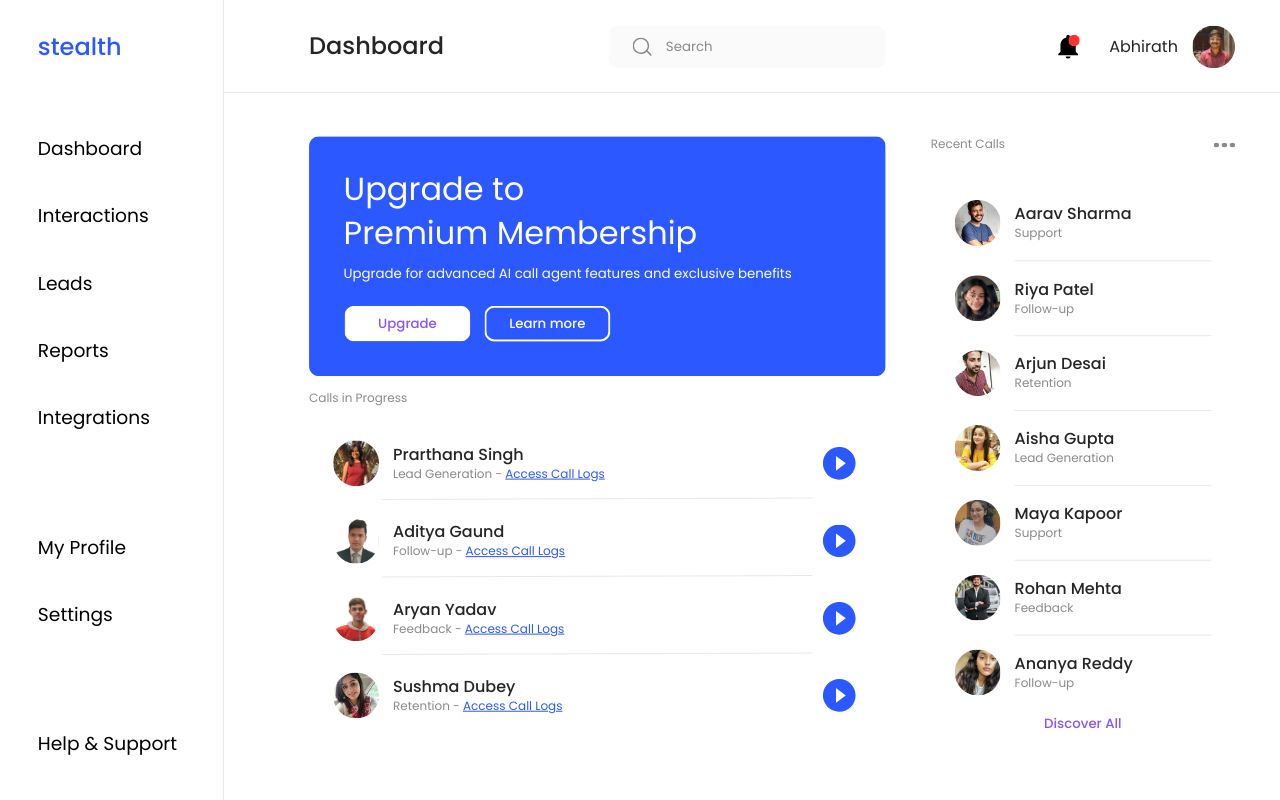 stealth
Dashboard
Search
Abhirath
Dashboard
Interactions
Leads
Reports
Integrations
My Profile
Settings
Help & Support
Upgrade to
Premium Membership
Upgrade for advanced AI call agent features and exclusive benefits
Upgrade
Learn more
Calls in Progress
Prarthana Singh
Lead Generation - Access Call Logs
Aditya Gaund
Follow-up - Access Call Logs
Aryan Yadav
Feedback - Access Call Logs
Sushma Dubey
Retention - Access Call Logs
Recent Calls
Aarav Sharma
Support
Riya Patel
Follow-up
Arjun Desai
Retention
Aisha Gupta
Lead Generation
Maya Kapoor
Support
Rohan Mehta
Feedback
Ananya Reddy
Follow-up
Discover All